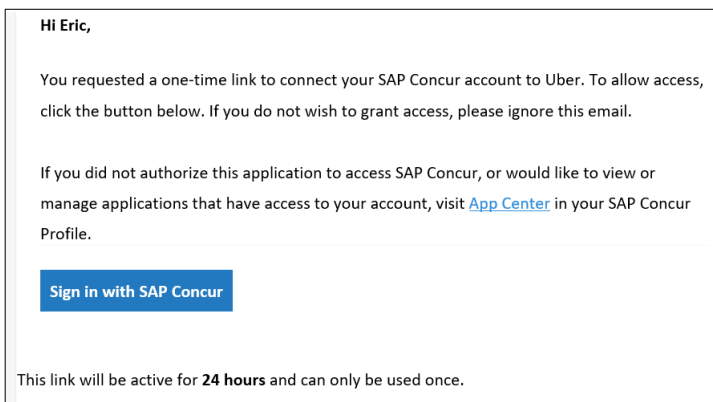 Hi Eric,
You requested a one-time link to connect your SAP Concur account to Uber. To allow access,
click the button below. If you do not wish to grant access, please ignore this email.
If you did not authorize this application to access SAP Concur, or would like to view or
manage applications that have access to your account, visit App Center in your SAP Concur
Profile.
Sign in with SAP Concur
This link will be active for 24 hours and can only be used once.